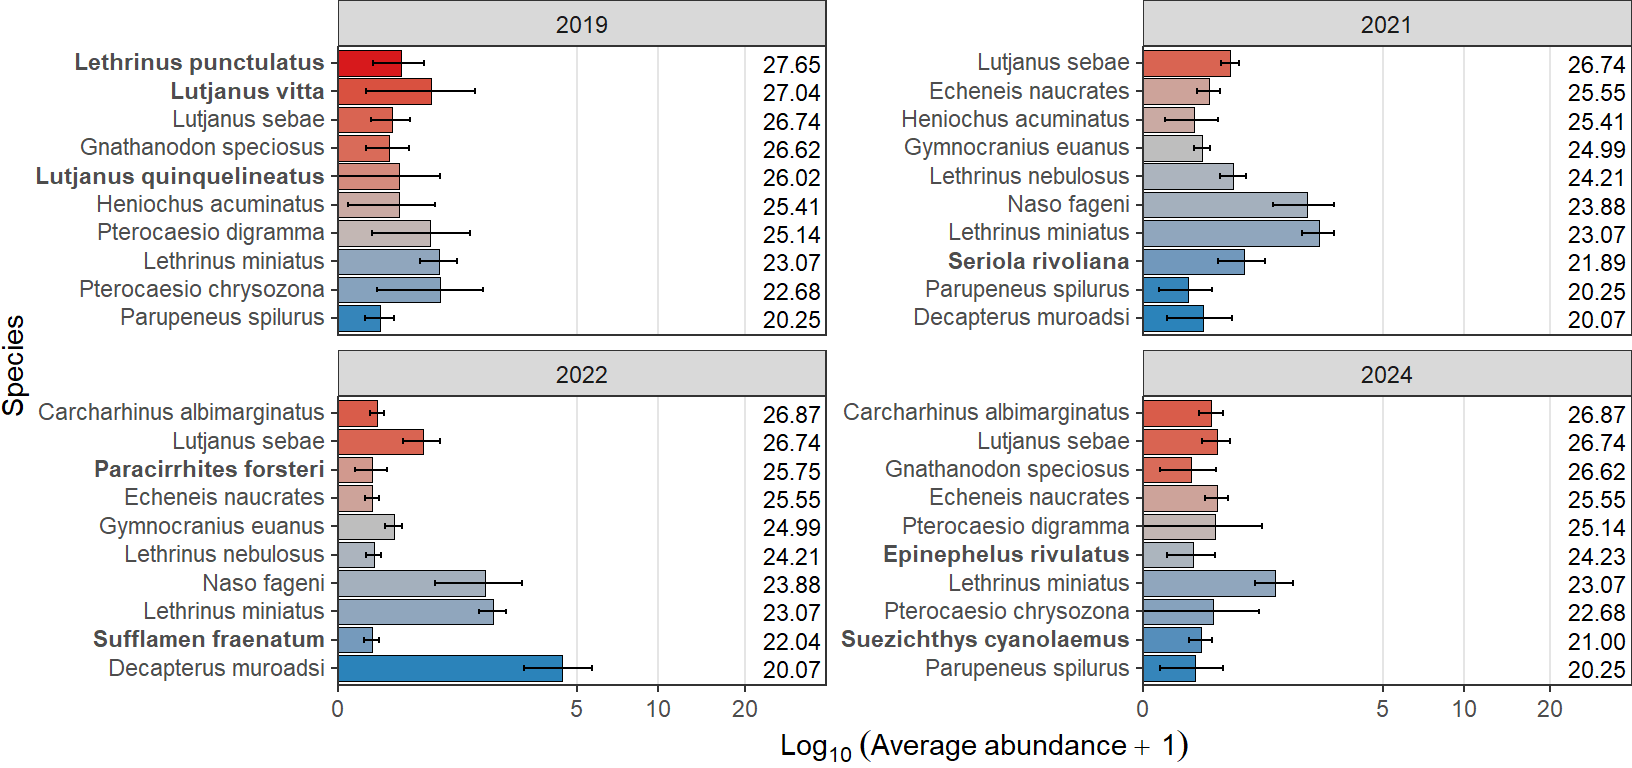 2019
Lethrinus punctulatus 27.65
Lutjanus vitta 27.04
Lutjanus sebae 26.74
Gnathanodon speciosus 26.62
Lutjanus quinquelineatus 26.02
Heniochus acuminatus 25.41
Pterocaesio digramma 25.14
Lethrinus miniatus 23.07
Pterocaesio chrysozona 22.68
Parupeneus spilurus 20.25
2021
Lutjanus sebae 26.74
Echeneis naucrates 25.55
Heniochus acuminatus 25.41
Gymnocranius euanus 24.99
Lethrinus nebulosus 24.21
Naso fageni 23.88
Lethrinus miniatus 23.07
Seriola rivoliana 21.89
Parupeneus spilurus 20.25
Decapterus muroadsi 20.07
Species
2022
Carcharhinus albimarginatus 26.87
Lutjanus sebae 26.74
Paracirrhites forsteri 25.75
Echeneis naucrates 25.55
Gymnocranius euanus 24.99
Lethrinus nebulosus 24.21
Naso fageni 23.88
Lethrinus miniatus 23.07
Sufflamen fraenatum 22.04
Decapterus muroadsi 20.07
0 5 10 20
2024
Carcharhinus albimarginatus 26.87
Lutjanus sebae 26.74
Gnathanodon speciosus 26.62
Echeneis naucrates 25.55
Pterocaesio digramma 25.14
Epinephelus rivulatus 24.23
Lethrinus miniatus 23.07
Pterocaesio chrysozona 22.68
Suezichthys cyanolaemus 21.00
Parupeneus spilurus 20.25
0 5 10 20
Log10 (Average abundance + 1)